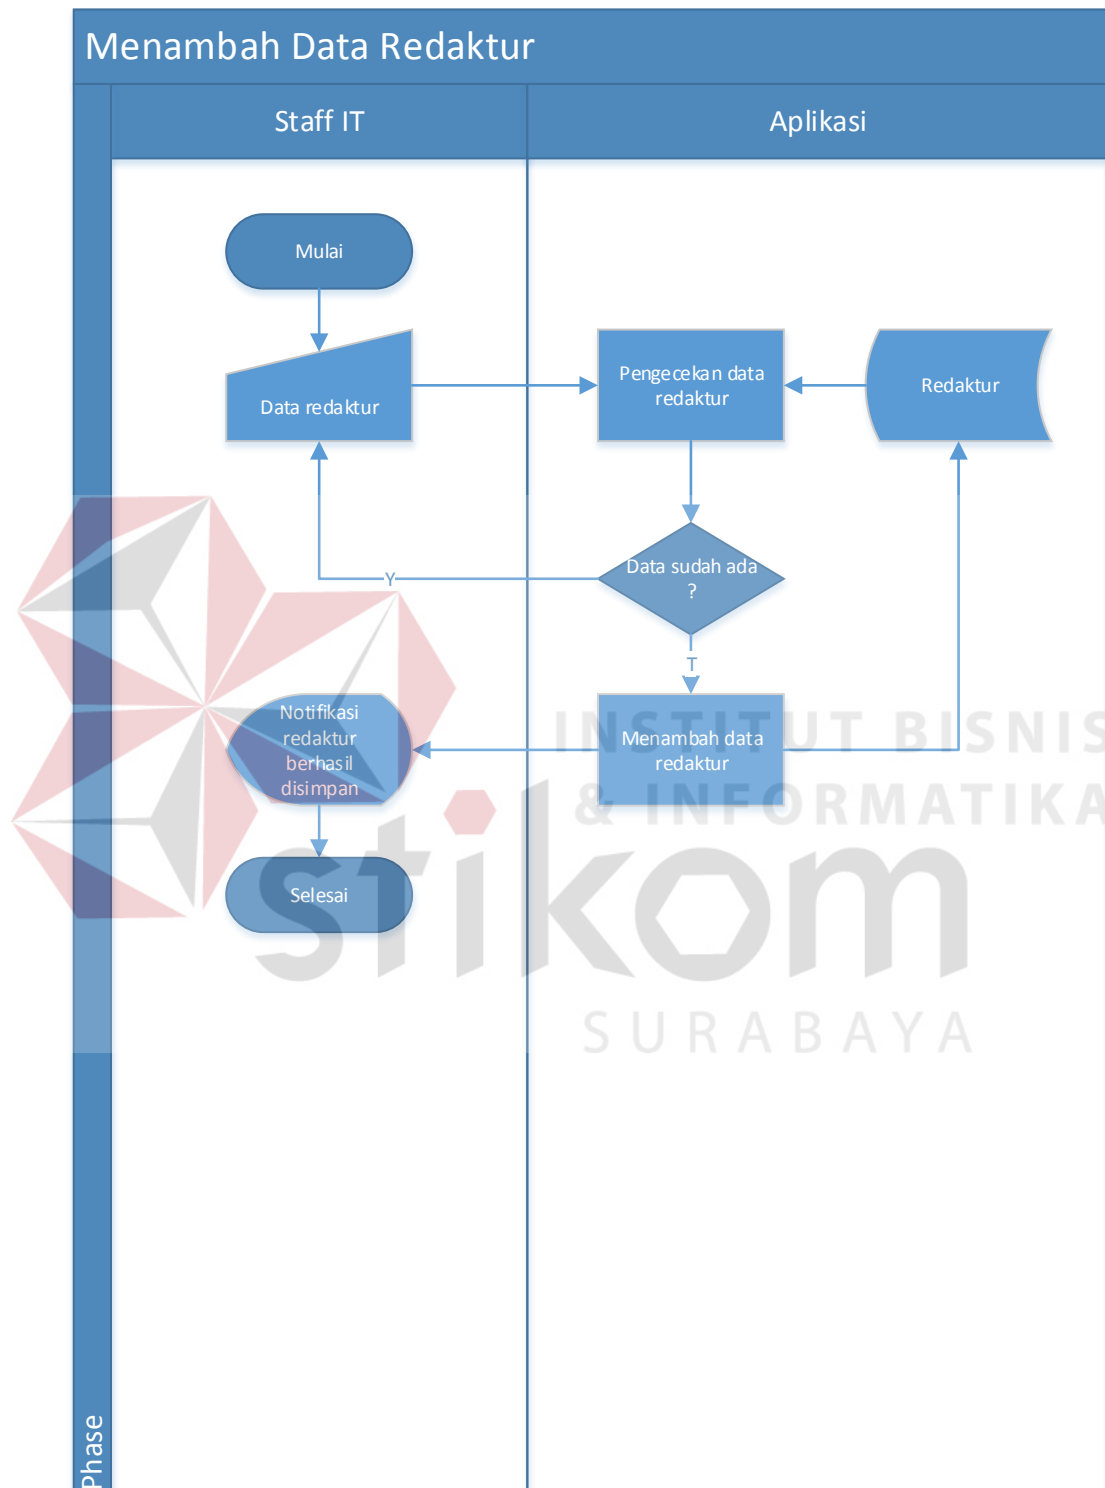 Menambah Data Redaktur
Staff IT
Aplikasi
Mulai
Data redaktur
Pengecekan data
redaktur
Redaktur
Data sudah ada
?
Y
T
Notifikasi
redaktur
berhasil
disimpan
Menambah data
redaktur
Selesai
INSTITUT BISNIS
& INFORMATIKA
stikom
SURABAYA
Phase